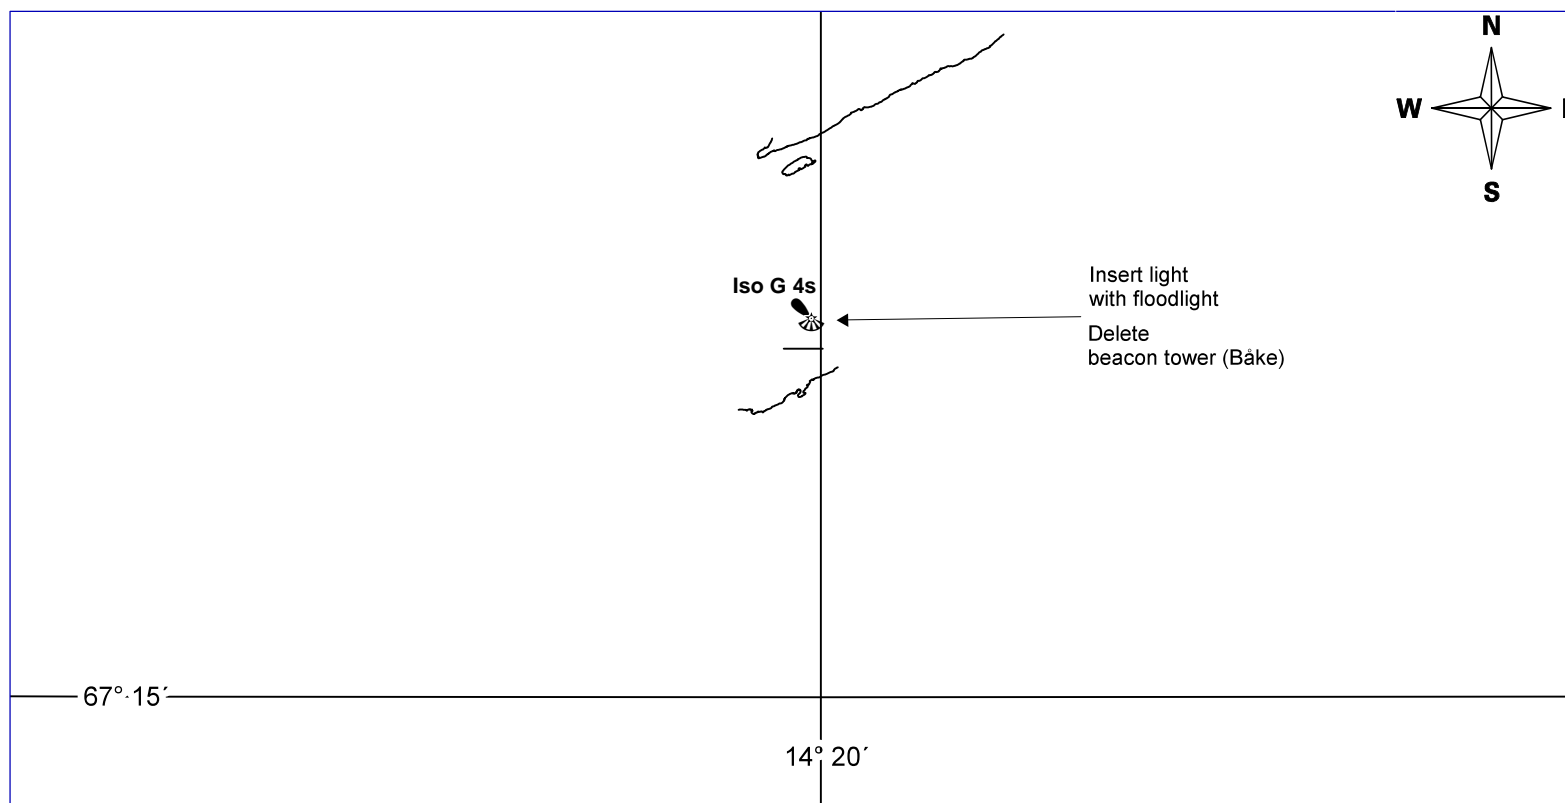 N
W
S
Iso G 4s
Insert light
with floodlight
Delete
beacon tower (Båke)
67° 15´
14° 20´